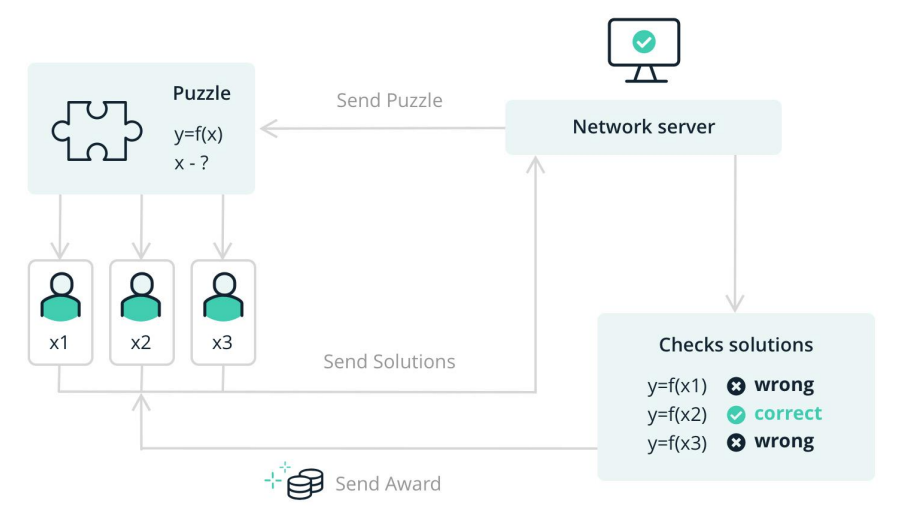 Puzzle
y=f(x)
x - ?
Send Puzzle
Network server
x1
x2
x3
Send Solutions
Checks solutions
y=f(x1) wrong
y=f(x2) correct
y=f(x3) wrong
Send Award